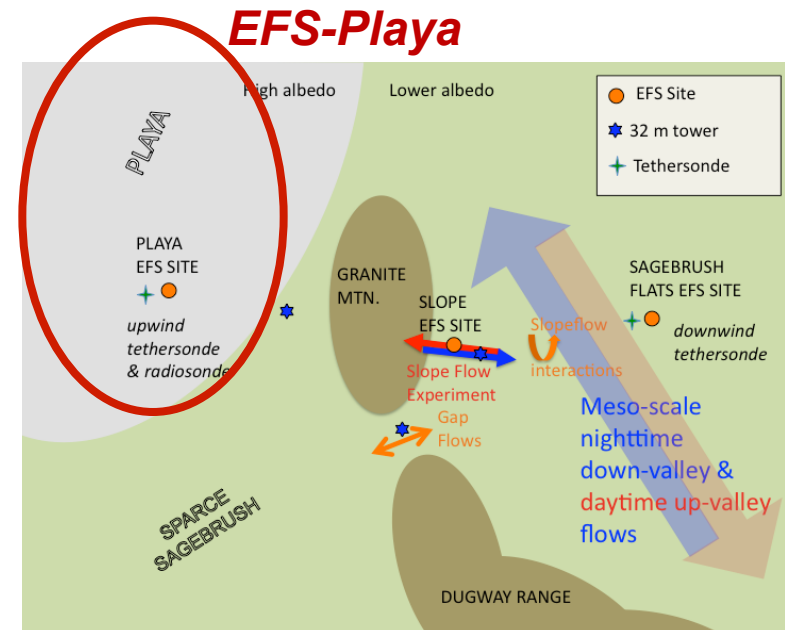 EFS-Playa
High albedo
Lower albedo
EFS Site
32 m tower
Tethersonde
PLAYA
PLAYA
EFS SITE
upwind
tethersonde
& radiosonde
GRANITE
MTN.
SLOPE
EFS SITE
Slope Flow
Experiment
Slopeflow
interactions
Gap
Flows
SAGEBRUSH
FLATS EFS SITE
downwind
tethersonde
Meso-scale
nighttime
down-valley &
daytime up-valley
flows
SPARCE
SAGEBRUSH
DUGWAY RANGE